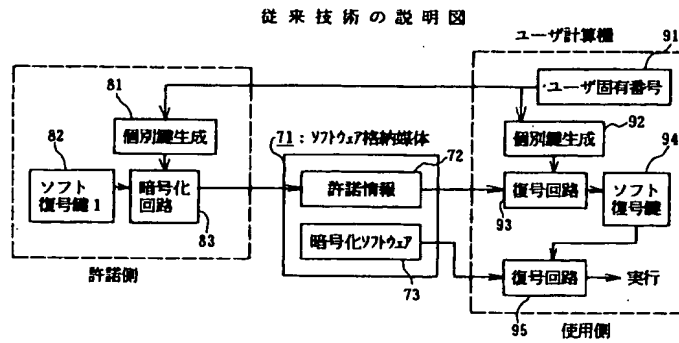 従来技術の説明図
ユーザ計算機
91
81
・ユーザ固有番号
82
個別鍵生成
71:ソフトウェア格納媒体
個別鍵生成
92
94
72
ソフト復号鍵1
暗号化回路
許諾情報
復号回路
ソフト復号鍵
83
93
暗号化ソフトウェア
許諾側
73
復号回路
実行
95
使用側